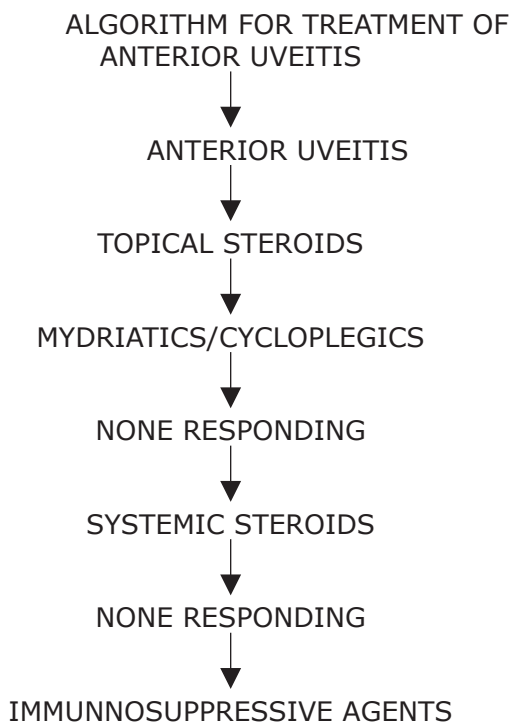 ALGORITHM FOR TREATMENT OF
ANTERIOR UVEITIS
ANTERIOR UVEITIS
TOPICAL STEROIDS
MYDRIATICS/CYCLOPLEGICS
NONE RESPONDING
SYSTEMIC STEROIDS
NONE RESPONDING
IMMUNNOSUPPRESSIVE AGENTS